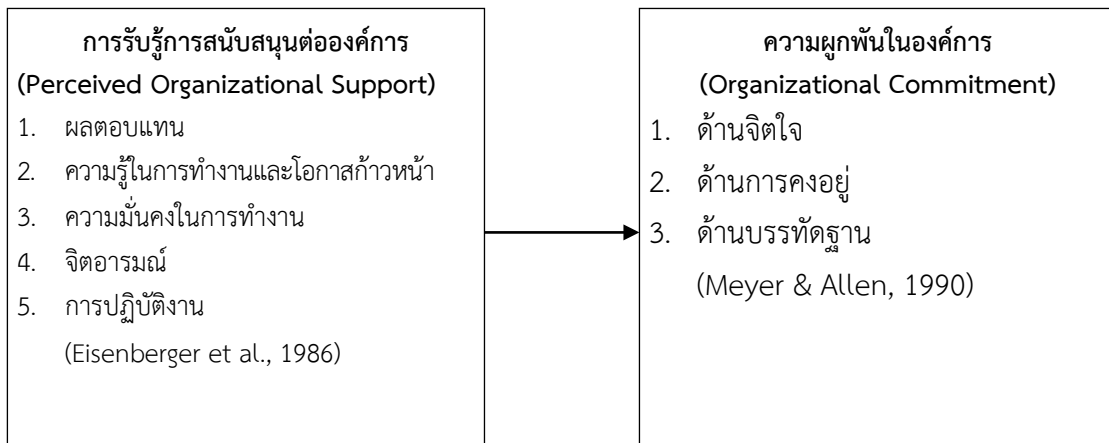 การรับรู้การสนับสนุนต่อองค์การ
(Perceived Organizational Support)
1. ผลตอบแทน
2. ความรู้ในการทำงานและโอกาสก้าวหน้า
3. ความมั่นคงในการทำงาน
4. จิตอารมณ์
5. การปฏิบัติงาน
(Eisenberger et al., 1986)
ความผูกพันในองค์การ
(Organizational Commitment)
1. ด้านจิตใจ
2. ด้านการคงอยู่
3. ด้านบรรทัดฐาน
(Meyer & Allen, 1990)